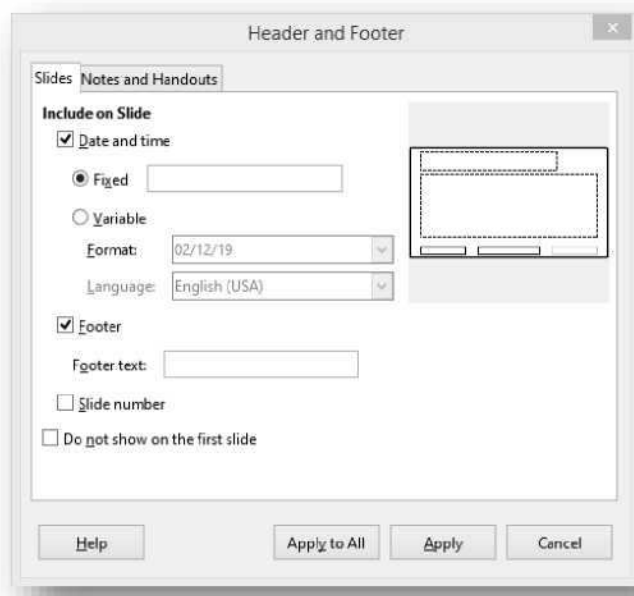 Header and Footer
Slides Notes and Handouts
Include on Slide
Date and time
Fixed
Variable
Format: 02/12/19
Language: English (USA)
Footer
Footer text:
Slide number
Do not show on the first slide
Help Apply to All Apply Cancel